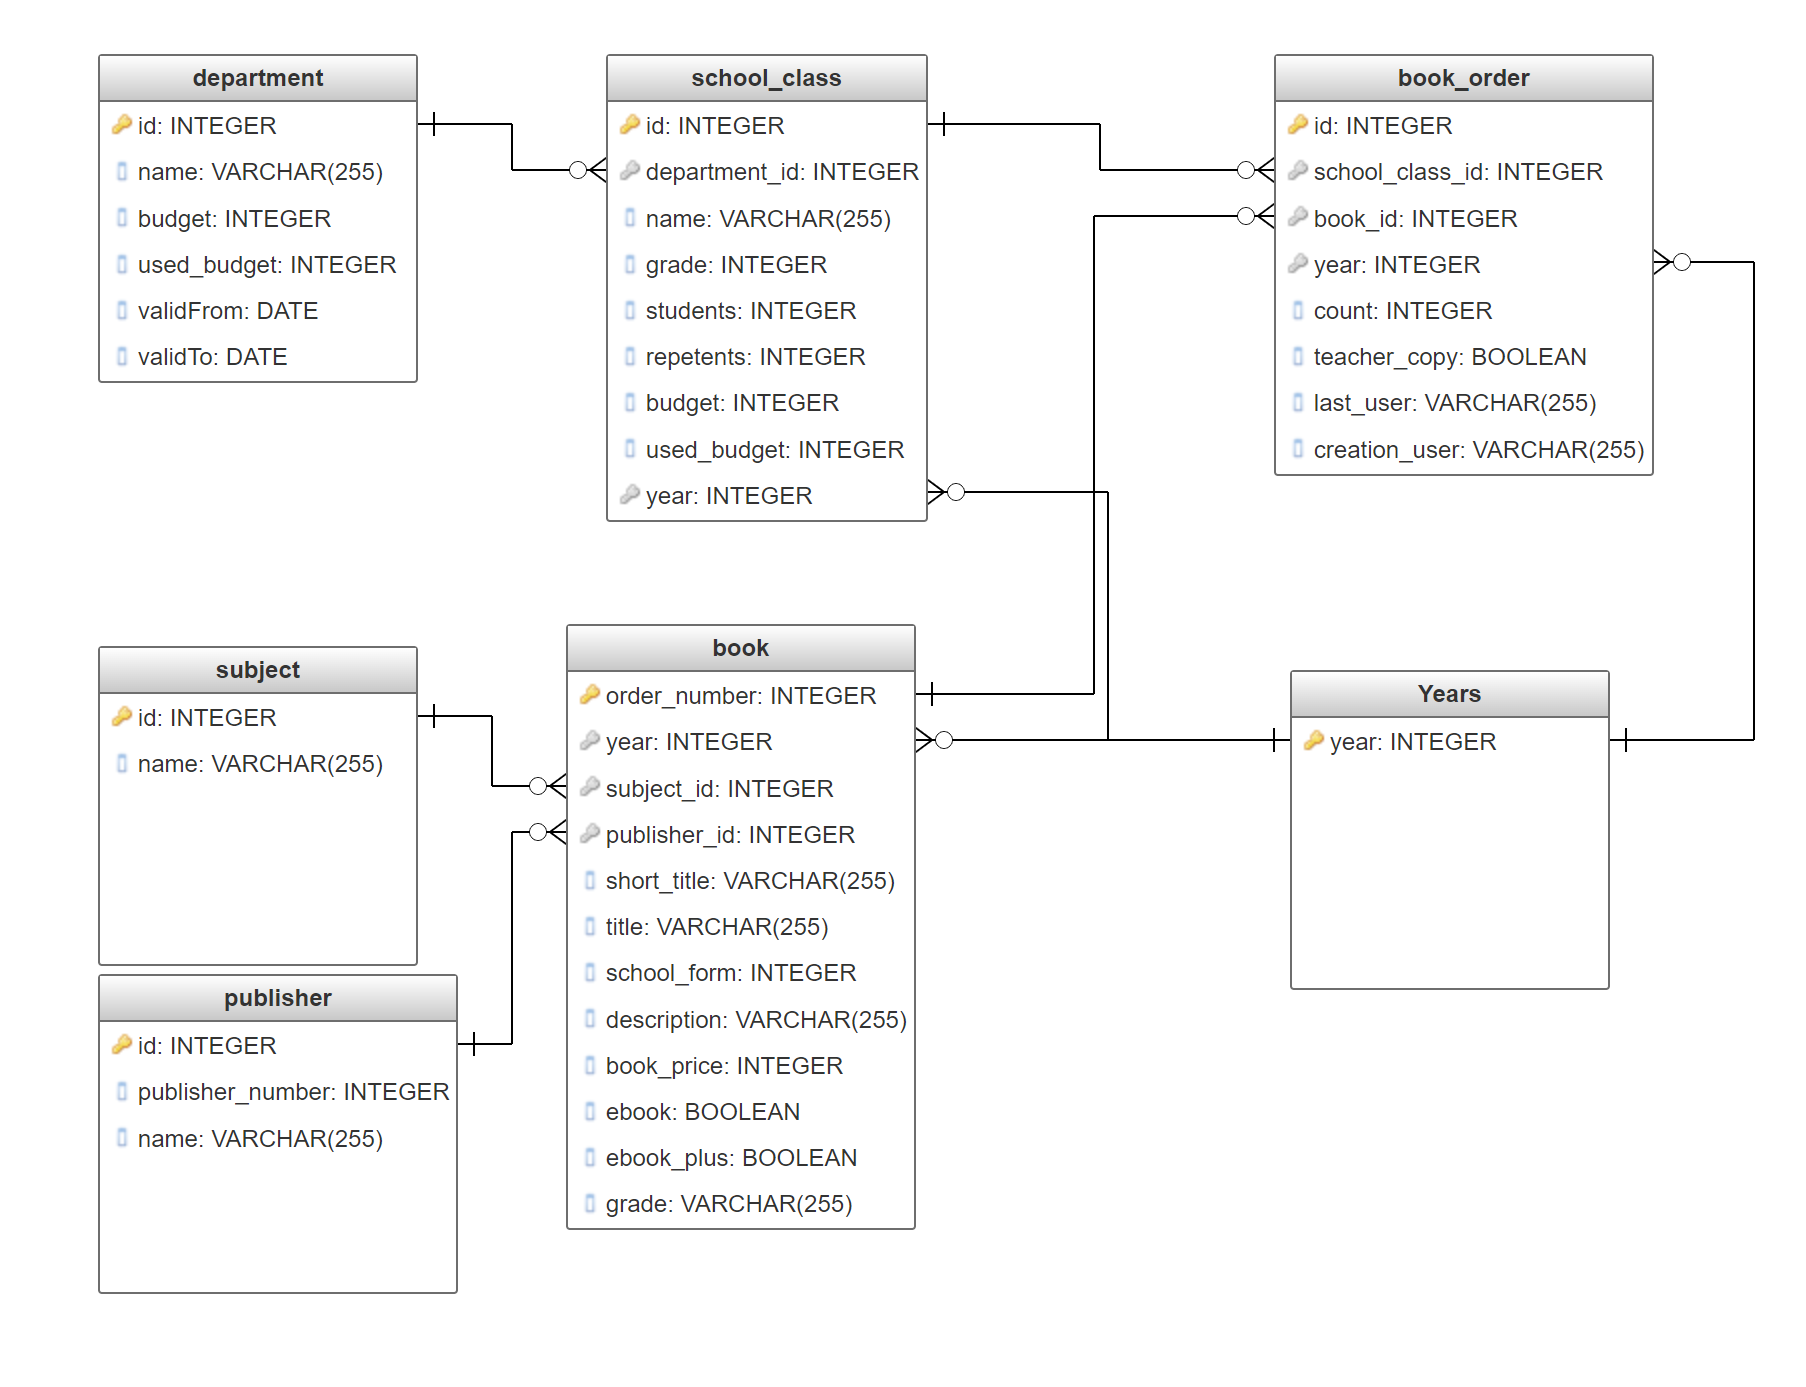 department
id: INTEGER
name: VARCHAR(255)
budget: INTEGER
used_budget: INTEGER
validFrom: DATE
validTo: DATE
school_class
id: INTEGER
department_id: INTEGER
name: VARCHAR(255)
grade: INTEGER
students: INTEGER
repetents: INTEGER
budget: INTEGER
used_budget: INTEGER
year: INTEGER
book_order
id: INTEGER
school_class_id: INTEGER
book_id: INTEGER
year: INTEGER
count: INTEGER
teacher_copy: BOOLEAN
last_user: VARCHAR(255)
creation_user: VARCHAR(255)
subject
id: INTEGER
name: VARCHAR(255)
publisher
id: INTEGER
publisher_number: INTEGER
name: VARCHAR(255)
book
order_number: INTEGER
year: INTEGER
subject_id: INTEGER
publisher_id: INTEGER
short_title: VARCHAR(255)
title: VARCHAR(255)
school_form: INTEGER
description: VARCHAR(255)
book_price: INTEGER
ebook: BOOLEAN
ebook_plus: BOOLEAN
grade: VARCHAR(255)
Years
year: INTEGER